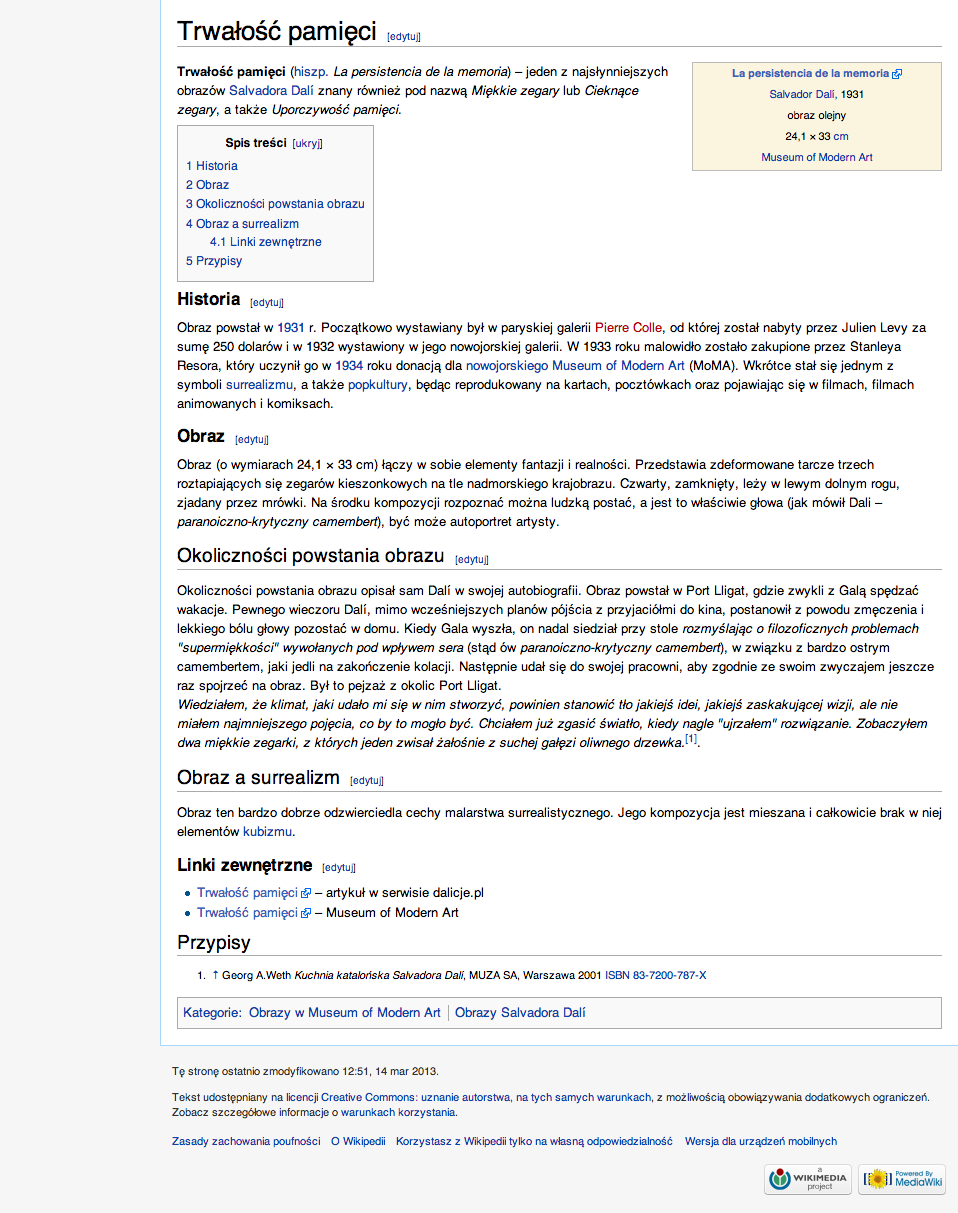 Trwałość pamięci [edytuj]
Trwałość pamięci (hiszp. La persistencia de la memoria) – jeden z najsłynniejszych
obrazów Salvadora Dalí znany również pod nazwą Miękkie zegary lub Cieknące
zegary, a także Uporczywość pamięci.
La persistencia de la memoria
Salvador Dalí, 1931
obraz olejny
24,1 × 33 cm
Museum of Modern Art
Spis treści [ukryj]
1 Historia
2 Obraz
3 Okoliczności powstania obrazu
4 Obraz a surrealizm
4.1 Linki zewnętrzne
5 Przypisy
Historia [edytuj]
Obraz powstał w 1931 r. Początkowo wystawiany był w paryskiej galerii Pierre Colle, od której został nabyty przez Julien Levy za
sumę 250 dolarów i w 1932 wystawiony w jego nowojorskiej galerii. W 1933 roku malowidło zostało zakupione przez Stanleya
Resora, który uczynił go w 1934 roku donacją dla nowojorskiego Museum of Modern Art (MoMA). Wkrótce stał się jednym z
symboli surrealizmu, a także popkultury, będąc reprodukowany na kartach, pocztówkach oraz pojawiając się w filmach, filmach
animowanych i komiksach.
Obraz [edytuj]
Obraz (o wymiarach 24,1 × 33 cm) łączy w sobie elementy fantazji i realności. Przedstawia zdeformowane tarcze trzech
roztapiających się zegarów kieszonkowych na tle nadmorskiego krajobrazu. Czwarty, zamknięty, leży w lewym dolnym rogu,
zjadany przez mrówki. Na środku kompozycji rozpoznać można ludzką postać, a jest to właściwie głowa (jak mówił Dali –
paranoiczno-krytyczny camembert), być może autoportret artysty.
Okoliczności powstania obrazu [edytuj]
Okoliczności powstania obrazu opisał sam Dalí w swojej autobiografii. Obraz powstał w Port Lligat, gdzie zwykli z Galą spędzać
wakacje. Pewnego wieczoru Dalí, mimo wcześniejszych planów pójścia z przyjaciółmi do kina, postanowił z powodu zmęczenia i
lekkiego bólu głowy pozostać w domu. Kiedy Gala wyszła, on nadal siedział przy stole rozmyślając o filozoficznych problemach
"supermiękkości" wywołanych pod wpływem sera (stąd ów paranoiczno-krytyczny camembert), w związku z bardzo ostrym
camembertem, jaki jedli na zakończenie kolacji. Następnie udał się do swojej pracowni, aby zgodnie ze swoim zwyczajem jeszcze
raz spojrzeć na obraz. Był to pejzaż z okolic Port Lligat.
Wiedziałem, że klimat, jaki udało mi się w nim stworzyć, powinien stanowić tło jakiejś idei, jakiejś zaskakującej wizji, ale nie
miałem najmniejszego pojęcia, co by to mogło być. Chciałem już zgasić światło, kiedy nagle "ujrzałem" rozwiązanie. Zobaczyłem
dwa miękkie zegarki, z których jeden zwisał żałośnie z suchej gałęzi oliwnego drzewka.[1].
Obraz a surrealizm [edytuj]
Obraz ten bardzo dobrze odzwierciedla cechy malarstwa surrealistycznego. Jego kompozycja jest mieszana i całkowicie brak w niej
elementów kubizmu.
Linki zewnętrzne [edytuj]
Trwałość pamięci – artykuł w serwisie dalicje.pl
Trwałość pamięci – Museum of Modern Art
Przypisy
1. ↑ Georg A.Weth Kuchnia katalońska Salvadora Dalí, MUZA SA, Warszawa 2001 ISBN 83-7200-787-X
Kategorie: Obrazy w Museum of Modern Art | Obrazy Salvadora Dalí
Tę stronę ostatnio zmodyfikowano 12:51, 14 mar 2013.
Tekst udostępniany na licencji Creative Commons: uznanie autorstwa, na tych samych warunkach, z możliwością obowiązywania dodatkowych ograniczeń.
Zobacz szczegółowe informacje o warunkach korzystania.
Zasady zachowania poufności O Wikipedii Korzystasz z Wikipedii tylko na własną odpowiedzialność Wersja dla urządzeń mobilnych
a
WIKIMEDIA
project
Powered By
MediaWiki